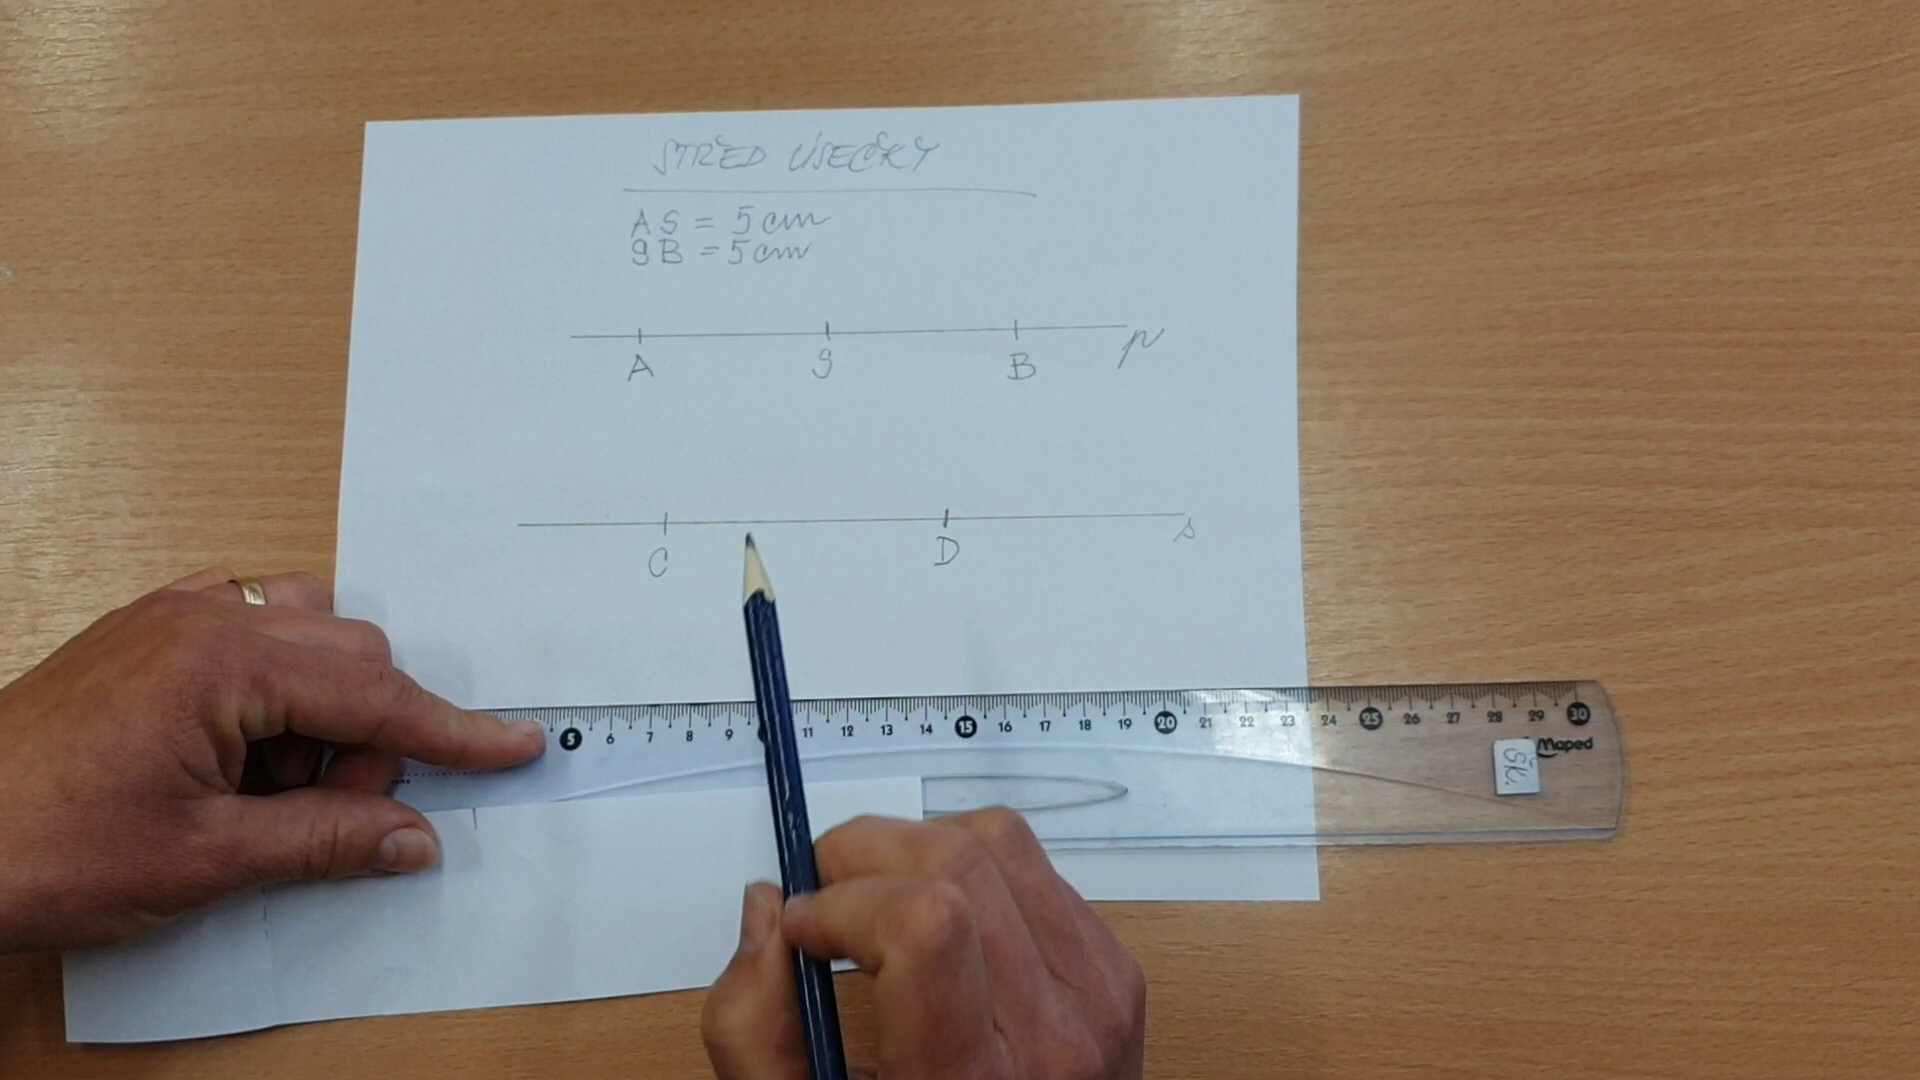 STŘED ÚSEČKY
AS = 5 cm
SB = 5 cm
A S B p
C D s
5 6 7 8 9 11 12 13 14 15 16 17 18 19 20 21 22 23 24 25 26 27 28 29 30
Maped
ŠK.